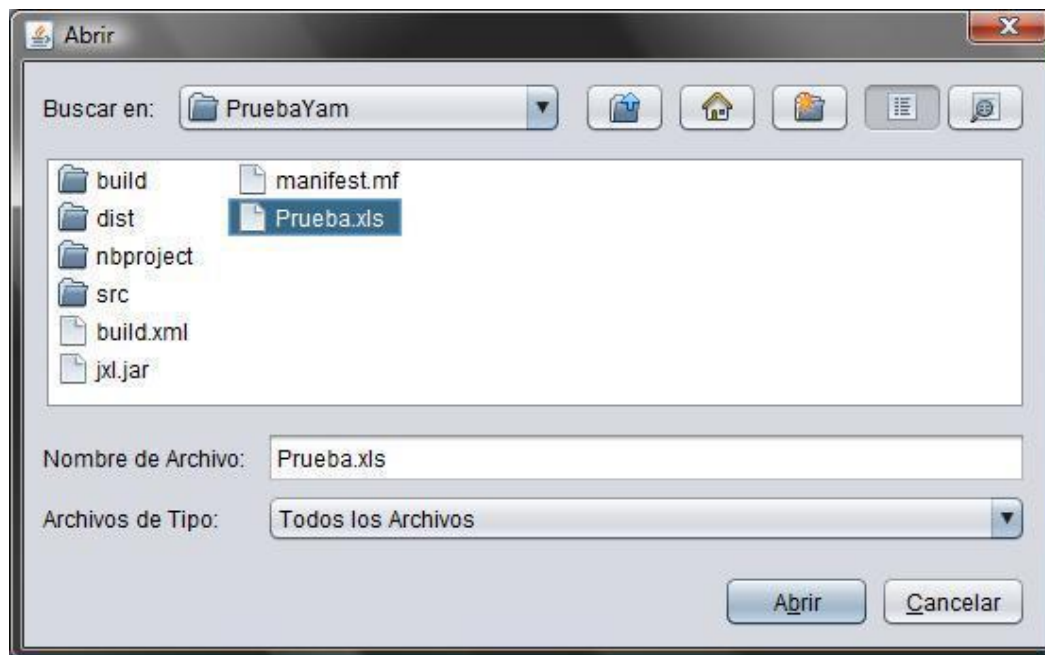 Abrir
Buscar en: PruebaYam
build
dist
nbproject
src
build.xml
jxl.jar
manifest.mf
Prueba.xls
Nombre de Archivo: Prueba.xls
Archivos de Tipo: Todos los Archivos
Abrir Cancelar